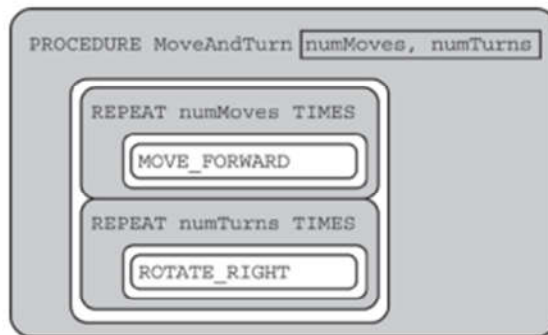 PROCEDURE MoveAndTurn numMoves, numTurns
REPEAT numMoves TIMES
MOVE_FORWARD
REPEAT numTurns TIMES
ROTATE_RIGHT